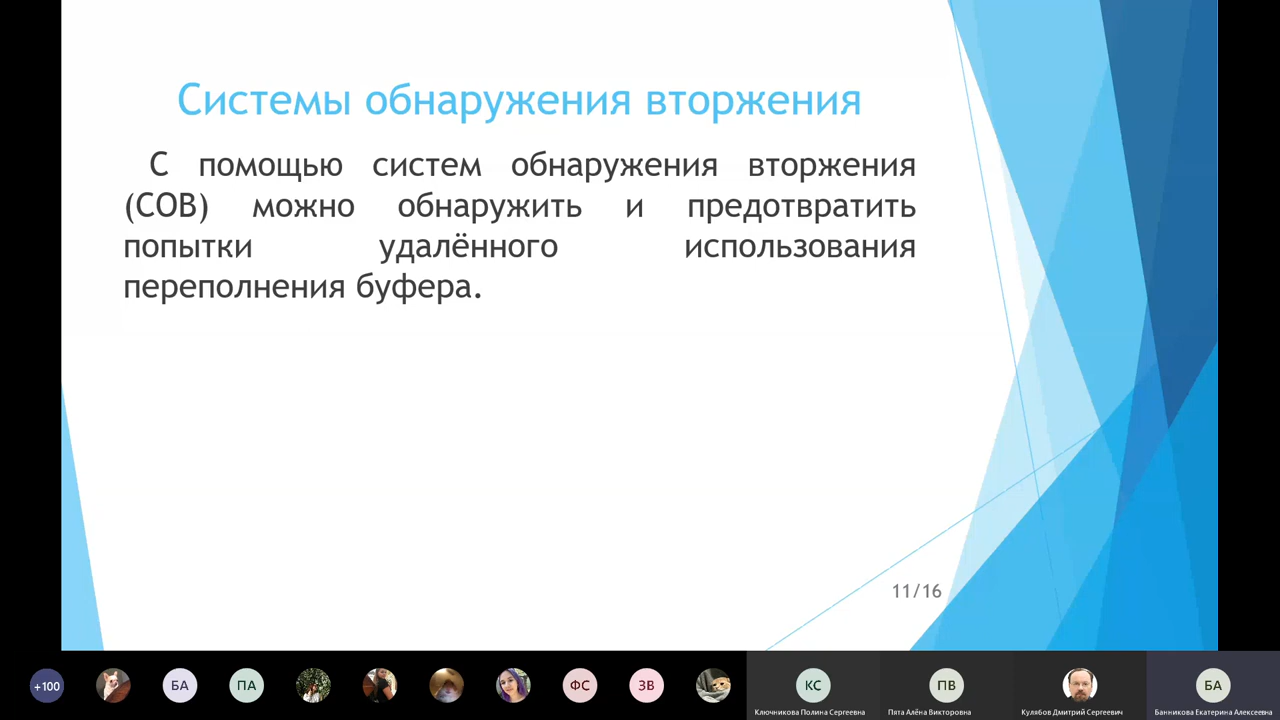 Системы обнаружения вторжения
С помощью систем обнаружения вторжения
(СОВ) можно обнаружить и предотвратить
попытки удалённого использования
переполнения буфера.
11/16
+100
БА
ПА
ФС
ЗВ
КС
ПВ
БА
Ключникова Полина Сергеевна
Пята Алёна Викторовна
Кулябов Дмитрий Сергеевич
Банникова Екатерина Алексеевна